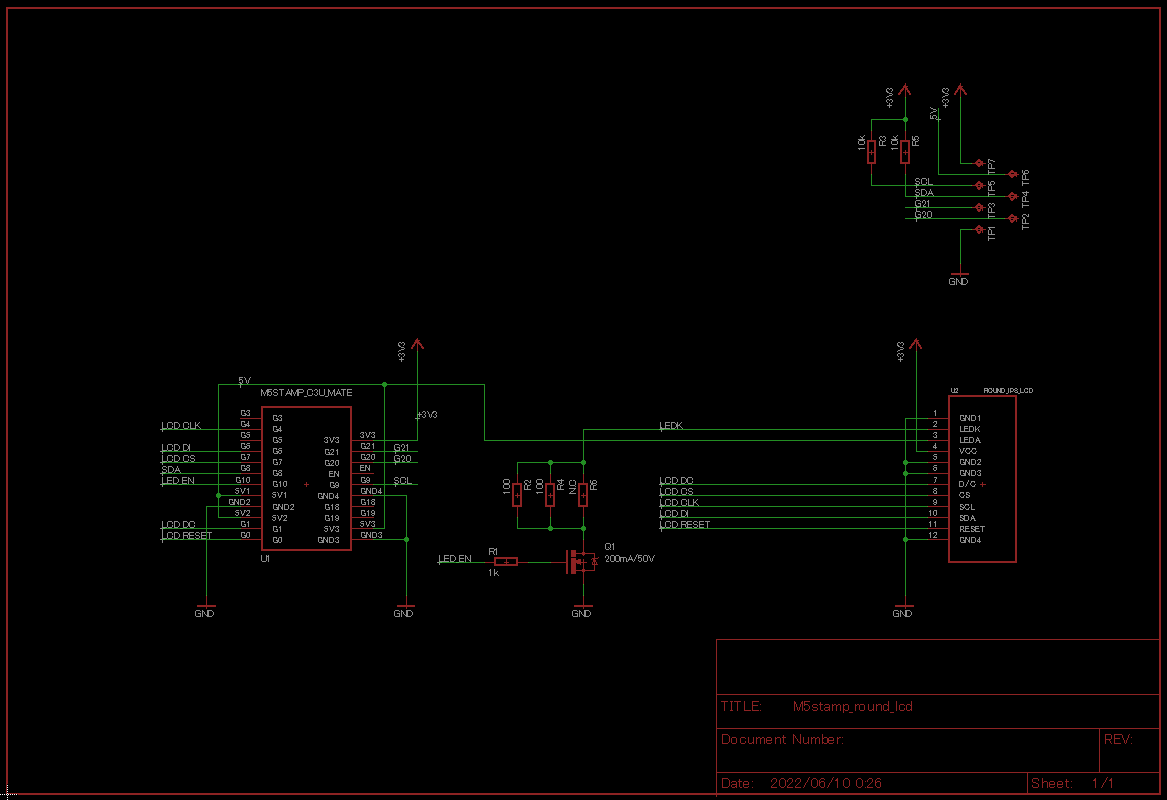 +3V3
+3V3
5V
10k
R3
10k
R5
TP7
TP6
SCL
TP5
SDA
TP4
G21
TP3
G20
TP2
TP1
GND
+3V3
+3V3
5V
M5STAMP_C3U_MATE
+3V3
U2
ROUND_IPS_LCD
LCD CLK
LCD DI
LCD CS
SDA
LED EN
LCD DC
LCD RESET
G3
G4
G5
G6
G7
G8
G10
5V1
GND2
5V2
G1
G0
G3
G4
G5
G6
G7
G8
G10
5V1
GND2
5V2
G1
G0
3V3
G21
G20
EN
G9
GND4
G18
G19
5V3
GND3
3V3
G21
G20
EN
G9
GND4
G18
G19
5V3
GND3
G21
G20
SCL
U1
GND
GND
LEDK
100
R2
100
R4
NC
R6
LED EN
R1
1k
Q1
200mA/50V
GND
LCD DC
LCD CS
LCD CLK
LCD DI
LCD RESET
1 GND1
2 LEDK
3 LEDA
4 VCC
5 GND2
6 GND3
7 D/C
8 CS
9 SCL
10 SDA
11 RESET
12 GND4
GND
TITLE: M5stamp_round_lcd
Document Number:
REV:
Date: 2022/06/10 0:26
Sheet: 1/1